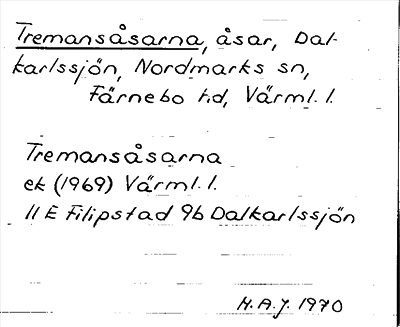 Tremansåsarna, åsar, Dal-
karlssjön, Nordmarks sn,
Färnebo hd, Värml. l.
Tremansåsarna
ek (1969) Värml. l.
11 E Filipstad 9b Dalkarlssjön
H.A.J. 1970